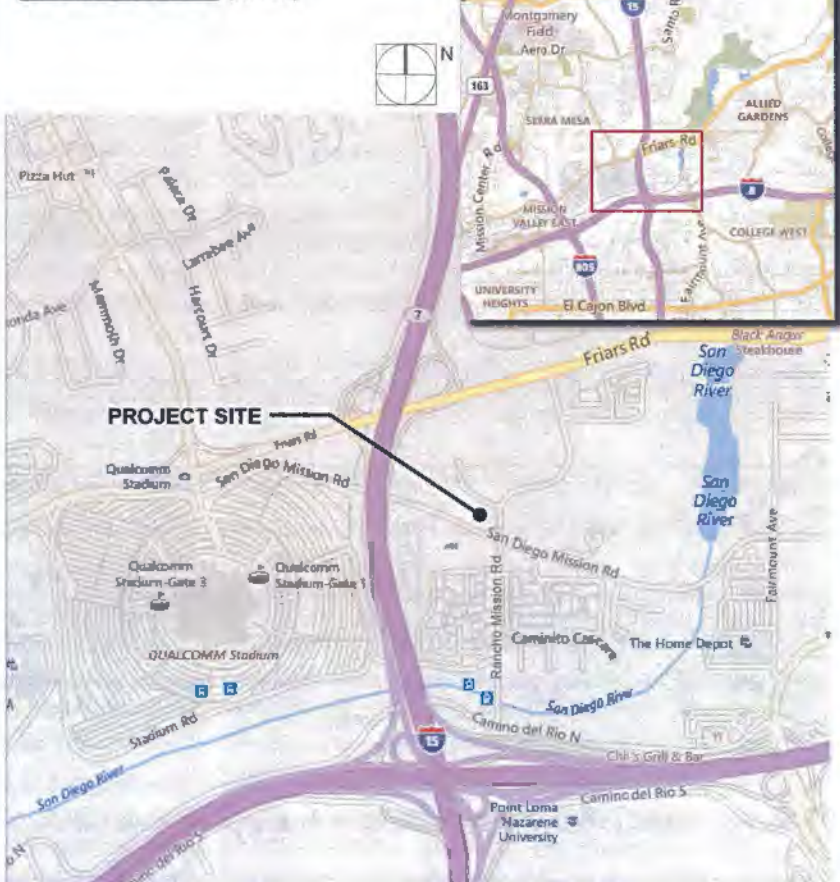 N
Montgomery
Field
Aero Dr
15
163
SERRA MESA
ALLIED
GARDENS
Friars Rd
Mission Center Rd
MISSION
VALLEY EAST
8
COLLEGE WEST
805
Fairmount Ave
UNIVERSITY
HEIGHTS
El Cajon Blvd
Pizza Hut
Larrabee Ave
Mammoth Dr
Harcourt Dr
7
Friars Rd
Black Angus
Steakhouse
San
Diego
River
PROJECT SITE
Friars Rd
San Diego Mission Rd
Qualcomm
Stadium
San
Diego
River
San Diego Mission Rd
Fairmount Ave
Qualcomm
Stadium-Gate 3
Qualcomm
Stadium-Gate 1
Rancho Mission Rd
Caminito Cascara
The Home Depot
QUALCOMM Stadium
San Diego River
Stadium Rd
Camino del Rio N
15
Chili's Grill & Bar
San Diego River
Camino del Rio S
Point Loma
Nazarene
University